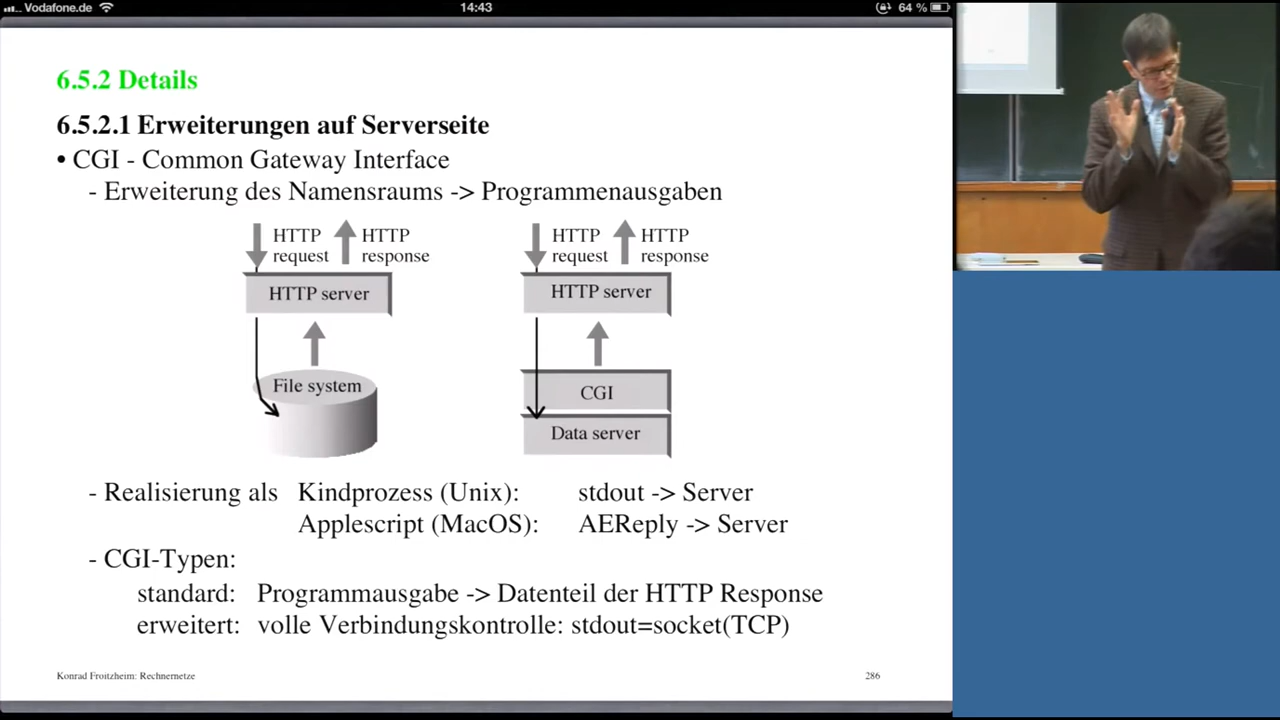 Vodafone.de
14:43
64 %
6.5.2 Details
6.5.2.1 Erweiterungen auf Serverseite
• CGI - Common Gateway Interface
- Erweiterung des Namensraums -> Programmenausgaben
HTTP request
HTTP response
HTTP server
File system
HTTP request
HTTP response
HTTP server
CGI
Data server
- Realisierung als Kindprozess (Unix): stdout -> Server
Applescript (MacOS): AEReply -> Server
- CGI-Typen:
standard: Programmausgabe -> Datenteil der HTTP Response
erweitert: volle Verbindungskontrolle: stdout=socket(TCP)
Konrad Froitzheim: Rechnernetze
286